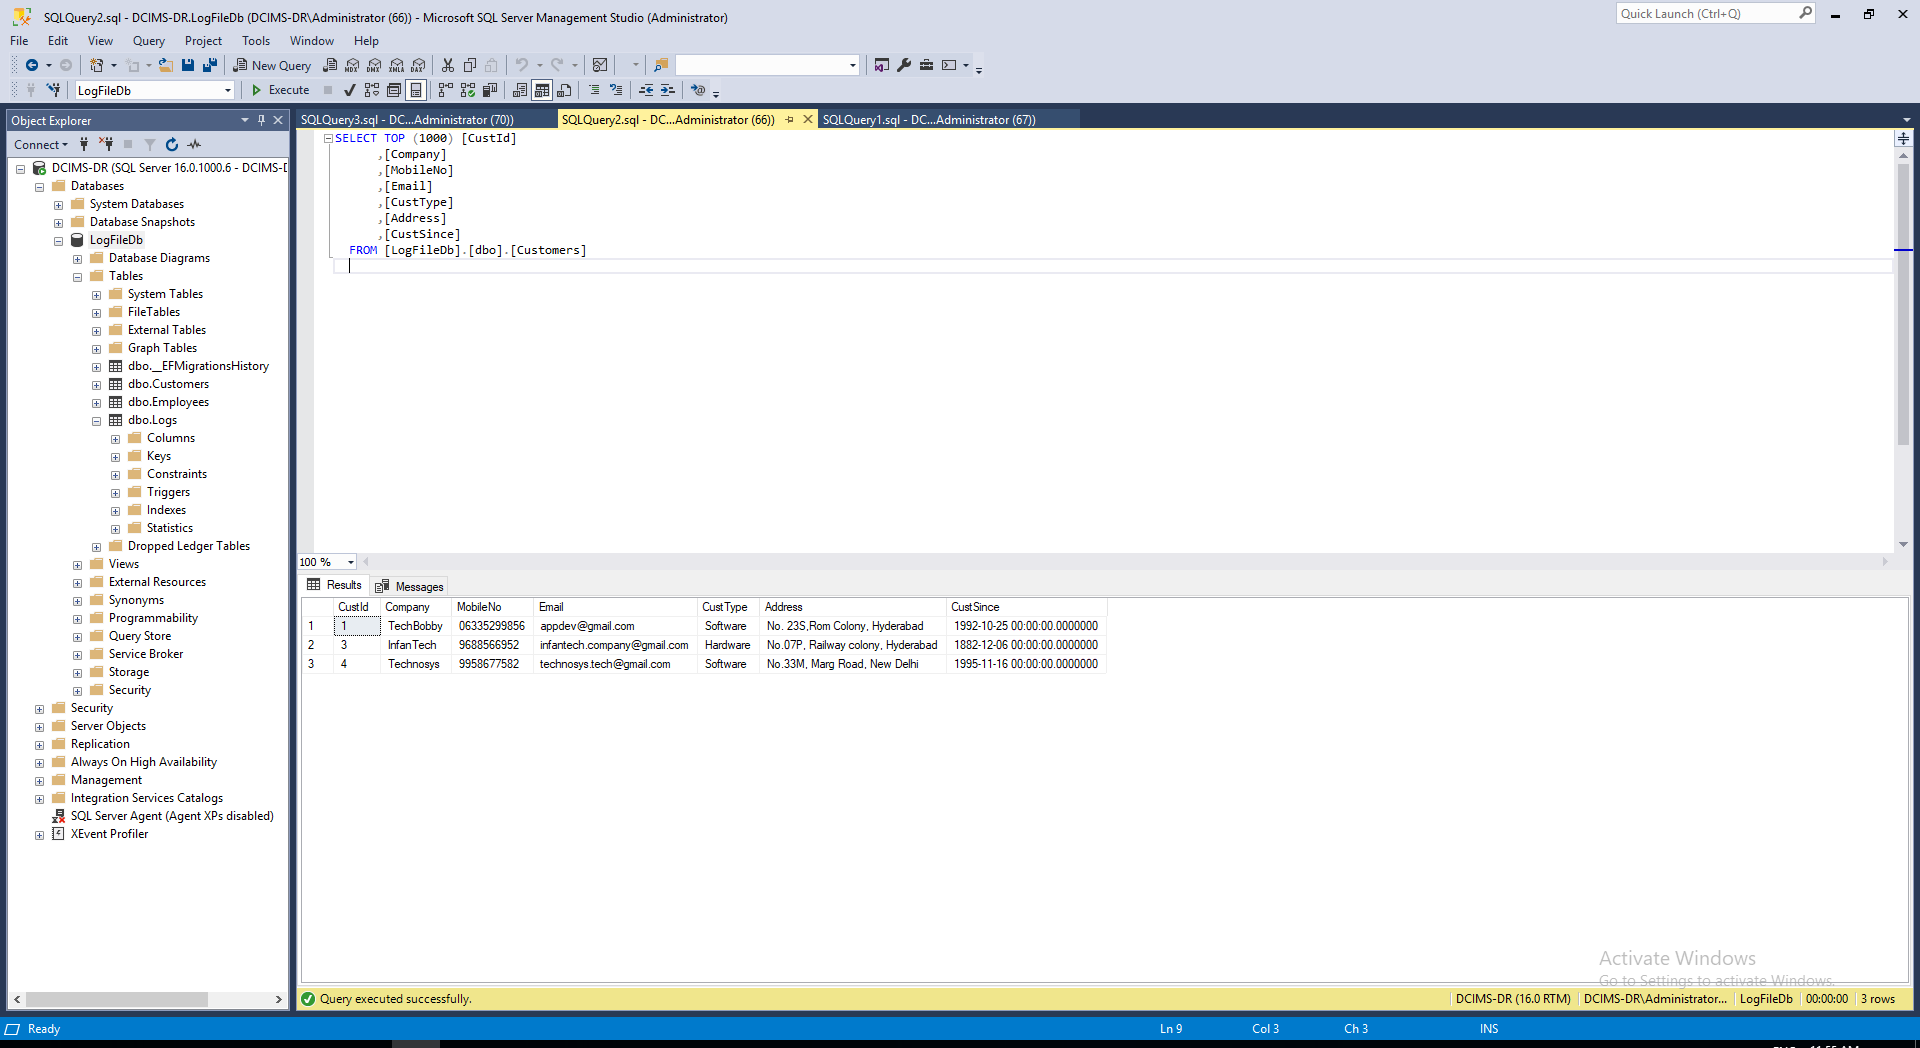 SQLQuery2.sql - DCIMS-DR.LogFileDb (DCIMS-DR\Administrator (66)) - Microsoft SQL Server Management Studio (Administrator)
Quick Launch (Ctrl+Q)
File Edit View Query Project Tools Window Help
New Query MDX DMX XMLA DAX
LogFileDb Execute
Object Explorer
Connect
DCIMS-DR (SQL Server 16.0.1000.6 - DCIMS-D
Databases
System Databases
Database Snapshots
LogFileDb
Database Diagrams
Tables
System Tables
FileTables
External Tables
Graph Tables
dbo.__EFMigrationsHistory
dbo.Customers
dbo.Employees
dbo.Logs
Columns
Keys
Constraints
Triggers
Indexes
Statistics
Dropped Ledger Tables
Views
External Resources
Synonyms
Programmability
Query Store
Service Broker
Storage
Security
Security
Server Objects
Replication
Always On High Availability
Management
Integration Services Catalogs
SQL Server Agent (Agent XPs disabled)
XEvent Profiler
SQLQuery3.sql - DC...Administrator (70)) SQLQuery2.sql - DC...Administrator (66)) SQLQuery1.sql - DC...Administrator (67))
SELECT TOP (1000) [CustId]
,[Company]
,[MobileNo]
,[Email]
,[CustType]
,[Address]
,[CustSince]
FROM [LogFileDb].[dbo].[Customers]
100 %
Results Messages
CustId Company MobileNo Email CustType Address CustSince
1 1 TechBobby 06335299856 appdev@gmail.com Software No. 23S,Rom Colony, Hyderabad 1992-10-25 00:00:00.0000000
2 3 InfanTech 9688566952 infantech.company@gmail.com Hardware No.07P, Railway colony, Hyderabad 1882-12-06 00:00:00.0000000
3 4 Technosys 9958677582 technosys.tech@gmail.com Software No.33M, Marg Road, New Delhi 1995-11-16 00:00:00.0000000
Activate Windows
Go to Settings to activate Windows.
Query executed successfully. DCIMS-DR (16.0 RTM) DCIMS-DR\Administrator... LogFileDb 00:00:00 3 rows
Ready Ln 9 Col 3 Ch 3 INS